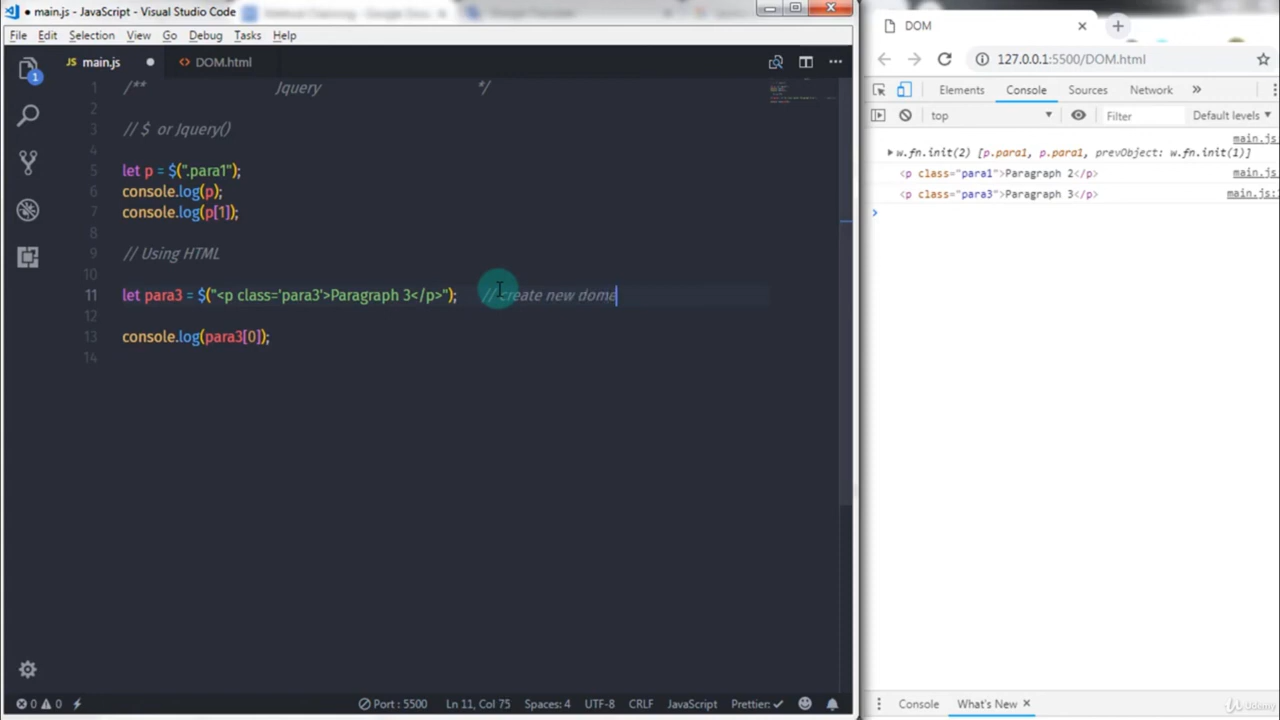 main.js - JavaScript - Visual Studio Code
File Edit Selection View Go Debug Tasks Help
JS main.js
<> DOM.html
1 /** Jquery */
2
3 // $ or Jquery()
4
5 let p = $(".para1");
6 console.log(p);
7 console.log(p[1]);
8
9 // Using HTML
10
11 let para3 = $("<p class='para3'>Paragraph 3</p>"); // create new dome
12
13 console.log(para3[0]);
14
1
0 0 Port : 5500 Ln 11, Col 75 Spaces: 4 UTF-8 CRLF JavaScript Prettier: ✓
DOM
127.0.0.1:5500/DOM.html
Elements Console Sources Network »
top Filter Default levels
main.js
w.fn.init(2) [p.para1, p.para1, prevObject: w.fn.init(1)]
<p class="para1">Paragraph 2</p> main.js
<p class="para3">Paragraph 3</p> main.js:
Console What's New
Udemy